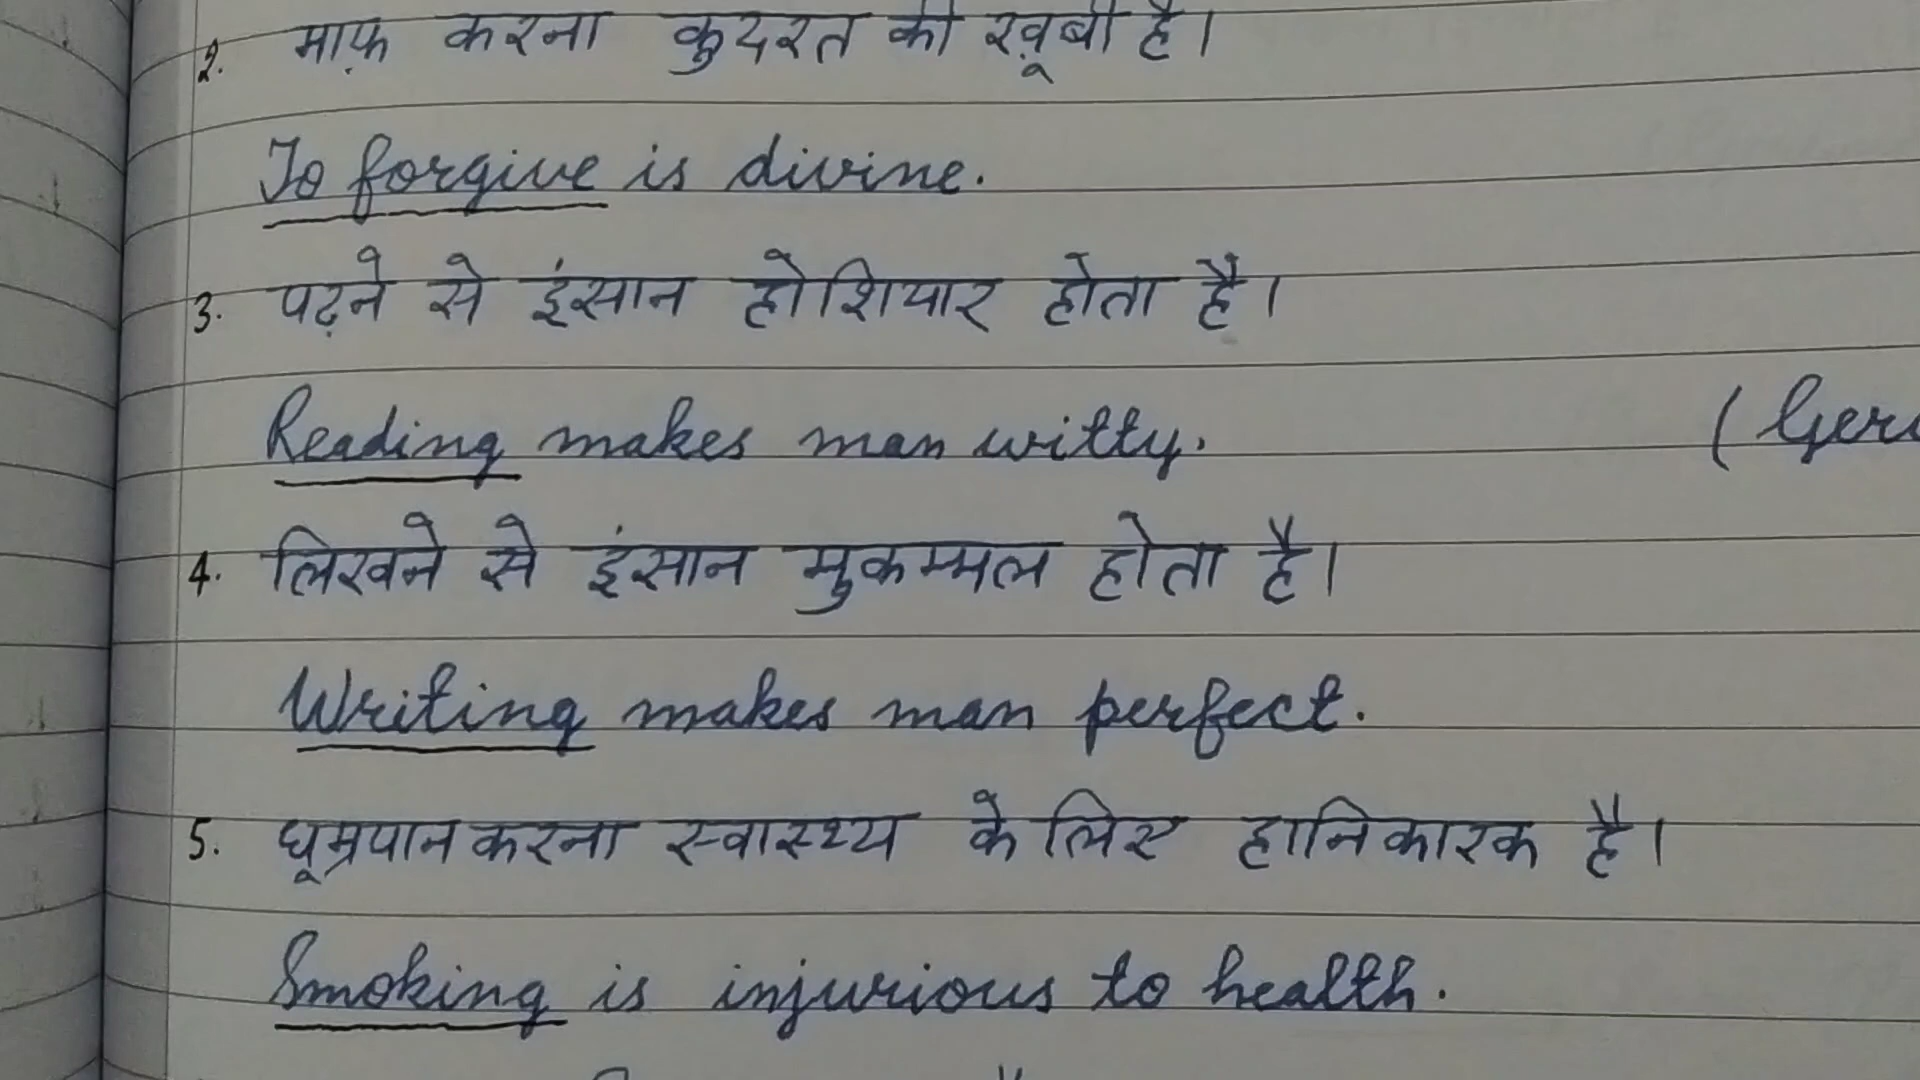 2. माफ़ करना कुदरत की ख़ूबी है।
To forgive is divine.
3. पढ़ने से इंसान होशियार होता है।
Reading makes man witty.
4. लिखने से इंसान मुकम्मल होता है।
Writing makes man perfect.
5. धूम्रपान करना स्वास्थ्य के लिए हानिकारक है।
Smoking is injurious to health.